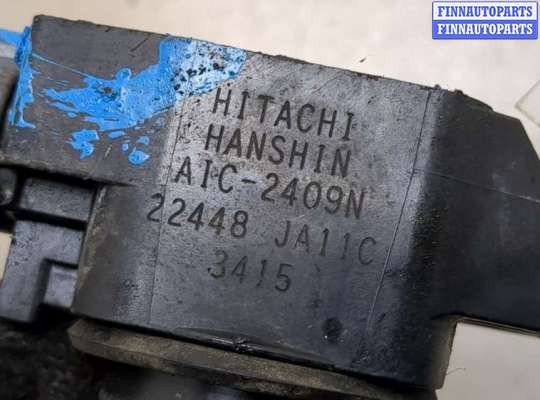 FINNAUTOPARTS
FINNAUTOPARTS
HITACHI
HANSHIN
AIC-2409N
22448 JA11C
3415